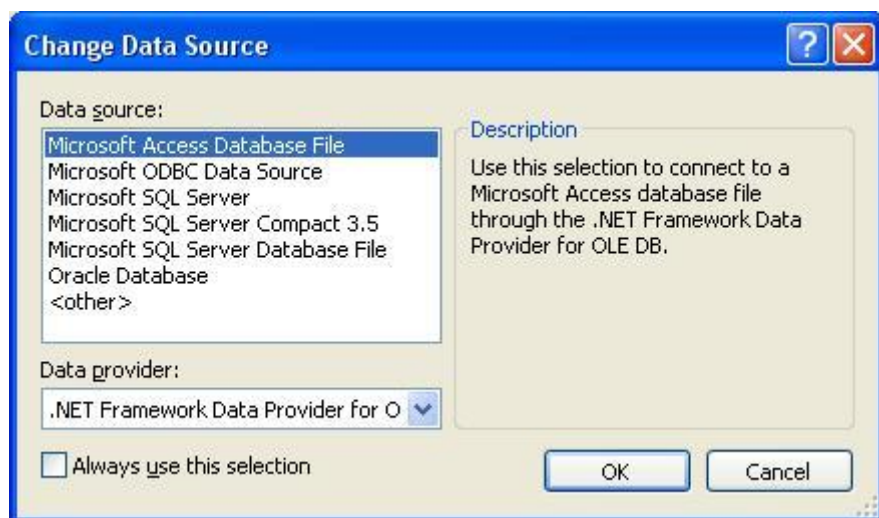 Change Data Source
Data source:
Microsoft Access Database File
Microsoft ODBC Data Source
Microsoft SQL Server
Microsoft SQL Server Compact 3.5
Microsoft SQL Server Database File
Oracle Database
<other>
Description
Use this selection to connect to a
Microsoft Access database file
through the .NET Framework Data
Provider for OLE DB.
Data provider:
.NET Framework Data Provider for O
Always use this selection
OK
Cancel